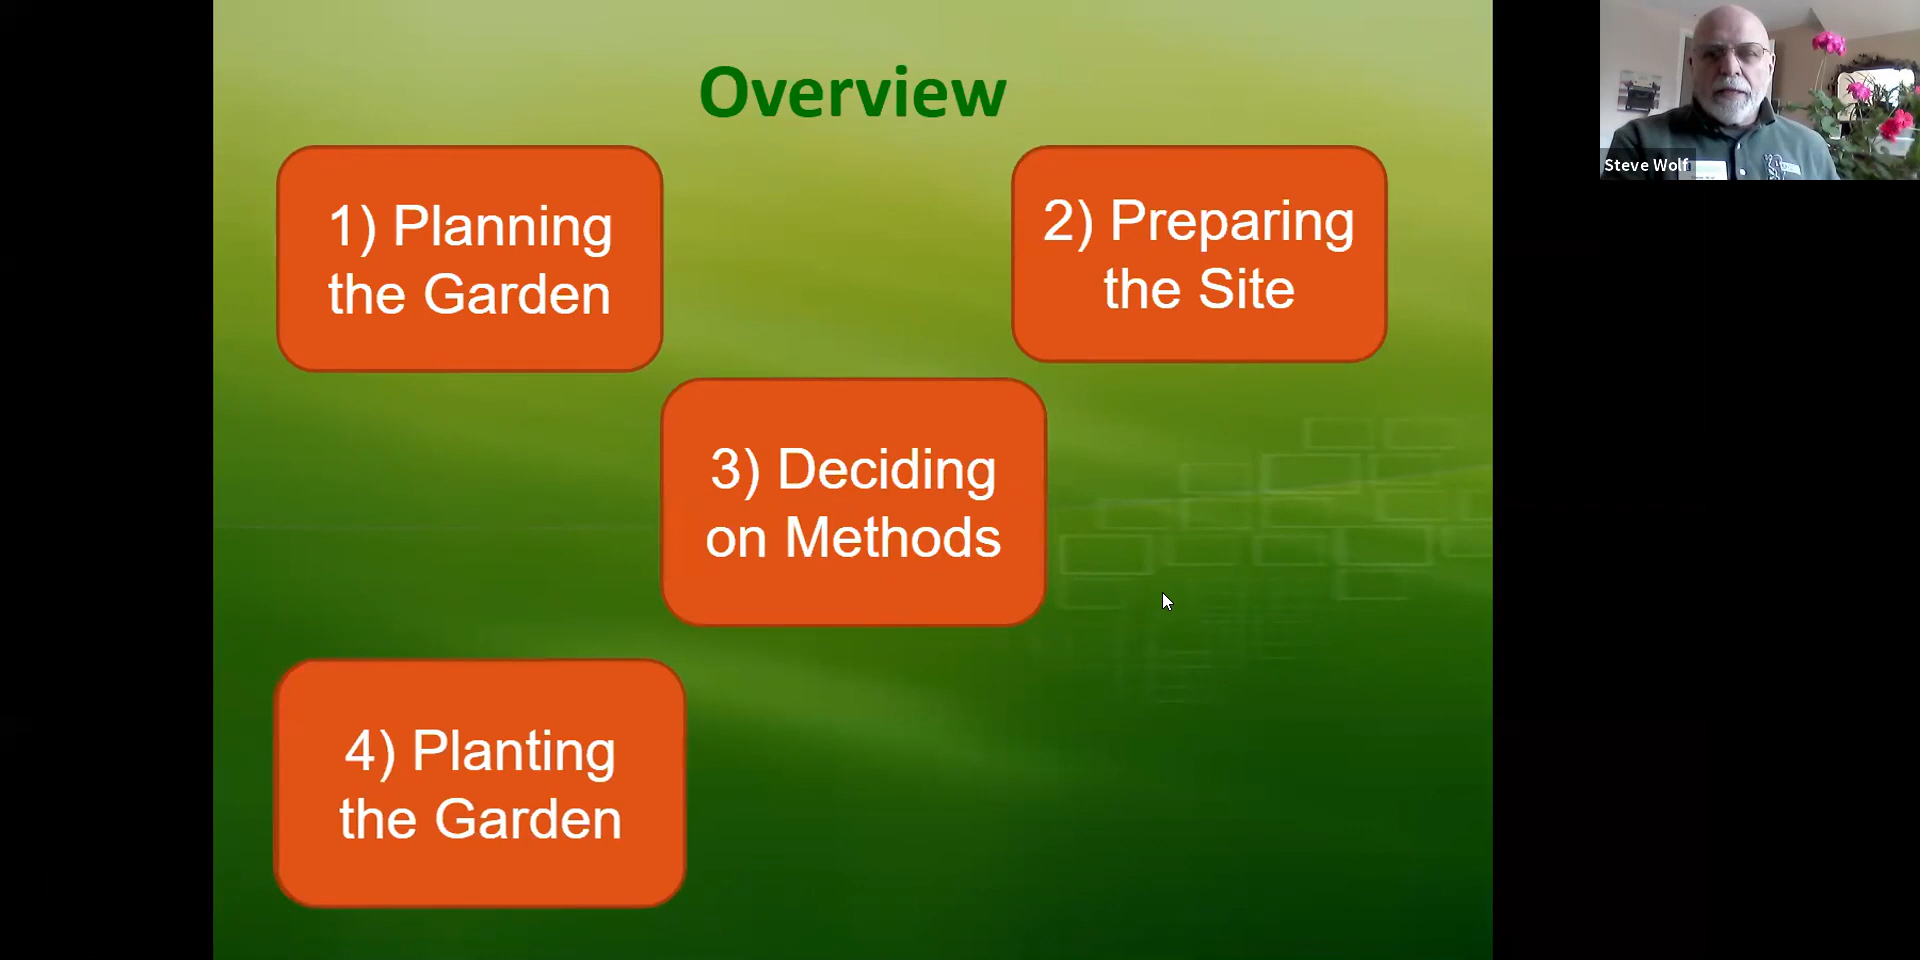 Overview
1) Planning
the Garden
2) Preparing
the Site
3) Deciding
on Methods
4) Planting
the Garden
Steve Wolf